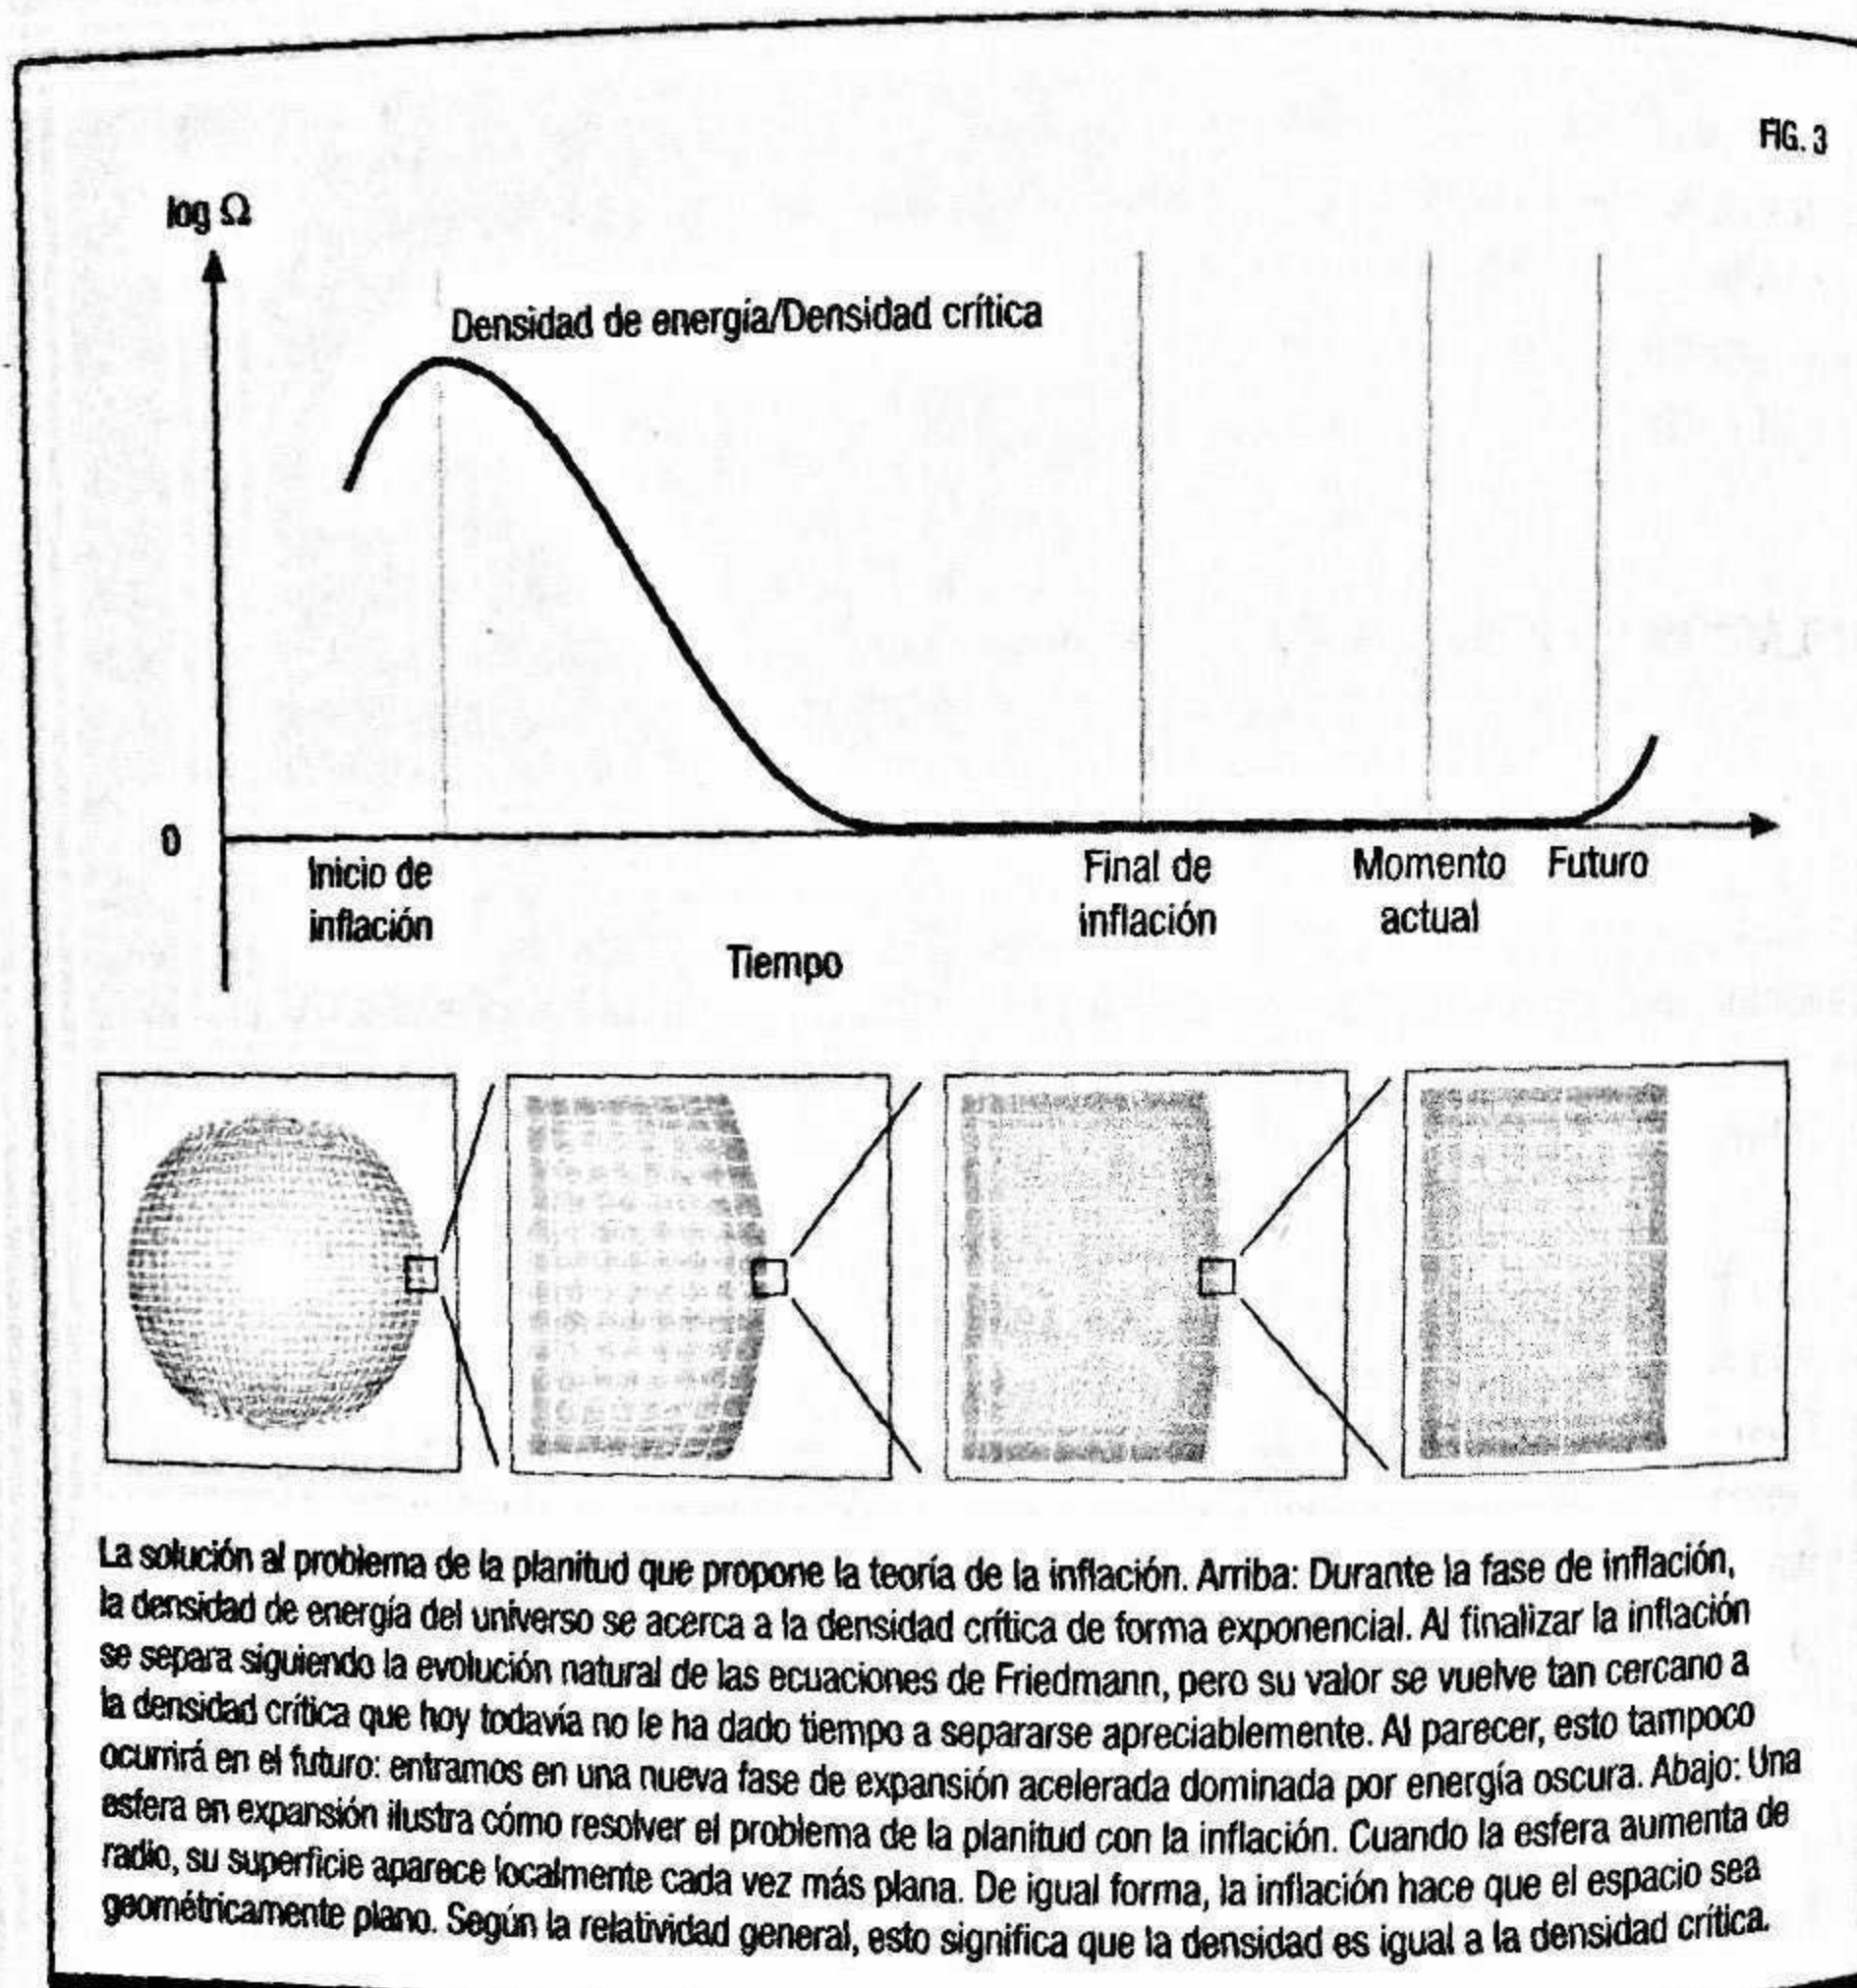 FIG. 3
log Ω
Densidad de energía/Densidad crítica
0
Inicio de
inflación
Final de
inflación
Momento
actual
Futuro
Tiempo
La solución al problema de la planitud que propone la teoría de la inflación. Arriba: Durante la fase de inflación,
la densidad de energía del universo se acerca a la densidad crítica de forma exponencial. Al finalizar la inflación
se separa siguiendo la evolución natural de las ecuaciones de Friedmann, pero su valor se vuelve tan cercano a
la densidad crítica que hoy todavía no le ha dado tiempo a separarse apreciablemente. Al parecer, esto tampoco
ocurrirá en el futuro: entramos en una nueva fase de expansión acelerada dominada por energía oscura. Abajo: Una
esfera en expansión ilustra cómo resolver el problema de la planitud con la inflación. Cuando la esfera aumenta de
radio, su superficie aparece localmente cada vez más plana. De igual forma, la inflación hace que el espacio sea
geométricamente plano. Según la relatividad general, esto significa que la densidad es igual a la densidad crítica.